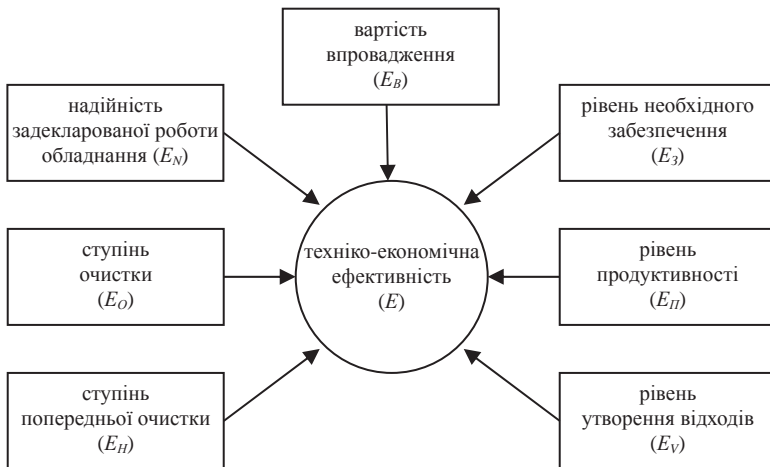 вартість
впровадження
(E_В)
надійність
задекларованої роботи
обладнання (E_N)
рівень необхідного
забезпечення
(E_З)
ступінь
очистки
(E_О)
техніко-економічна
ефективність
(E)
рівень
продуктивності
(E_П)
ступінь
попередньої очистки
(E_Н)
рівень
утворення відходів
(E_V)